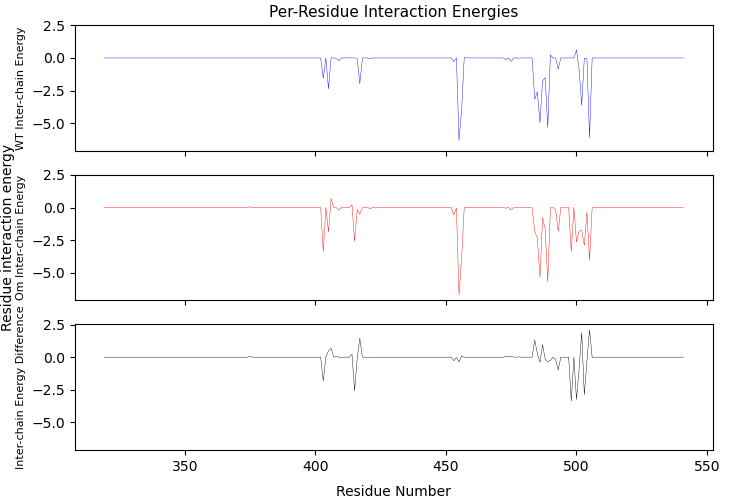 Per-Residue Interaction Energies
2.5
0.0
−2.5
−5.0
WT Inter-chain Energy
2.5
0.0
−2.5
−5.0
Om Inter-chain Energy
Residue interaction energy
2.5
0.0
−2.5
−5.0
Inter-chain Energy Difference
350 400 450 500 550
Residue Number